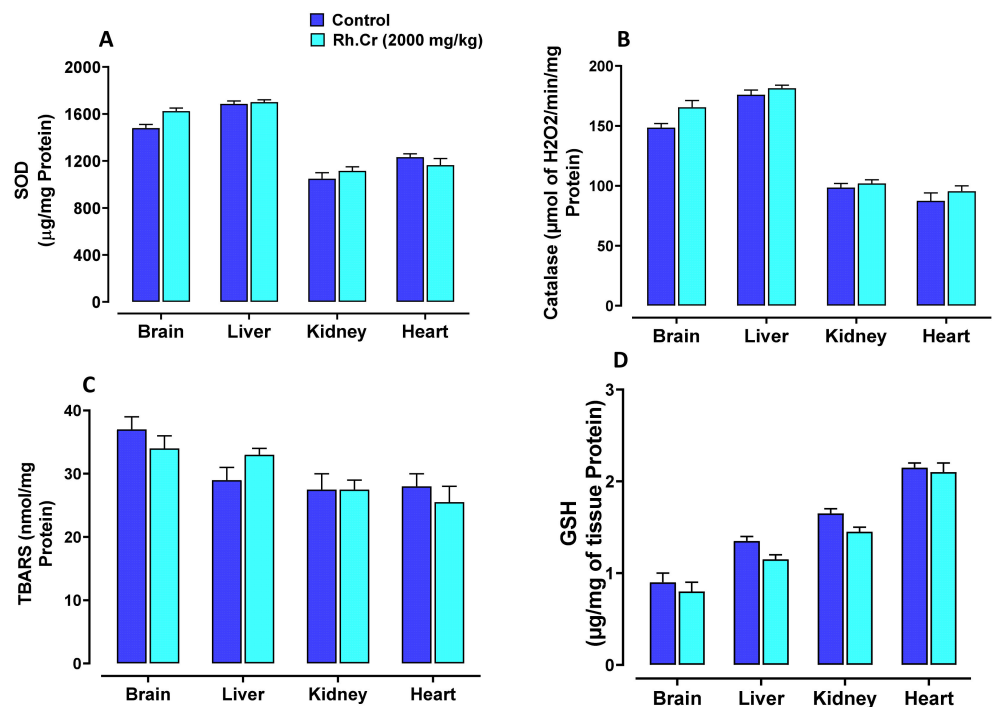 Control
Rh.Cr (2000 mg/kg)
A
SOD
(µg/mg Protein)
2000
1600
1200
800
400
0
Brain Liver Kidney Heart
B
Catalase (µmol of H2O2/min/mg
Protein)
200
150
100
50
0
Brain Liver Kidney Heart
C
TBARS (nmol/mg
Protein)
40
30
20
10
0
Brain Liver Kidney Heart
D
GSH
(µg/mg of tissue Protein)
3
2
1
0
Brain Liver Kidney Heart